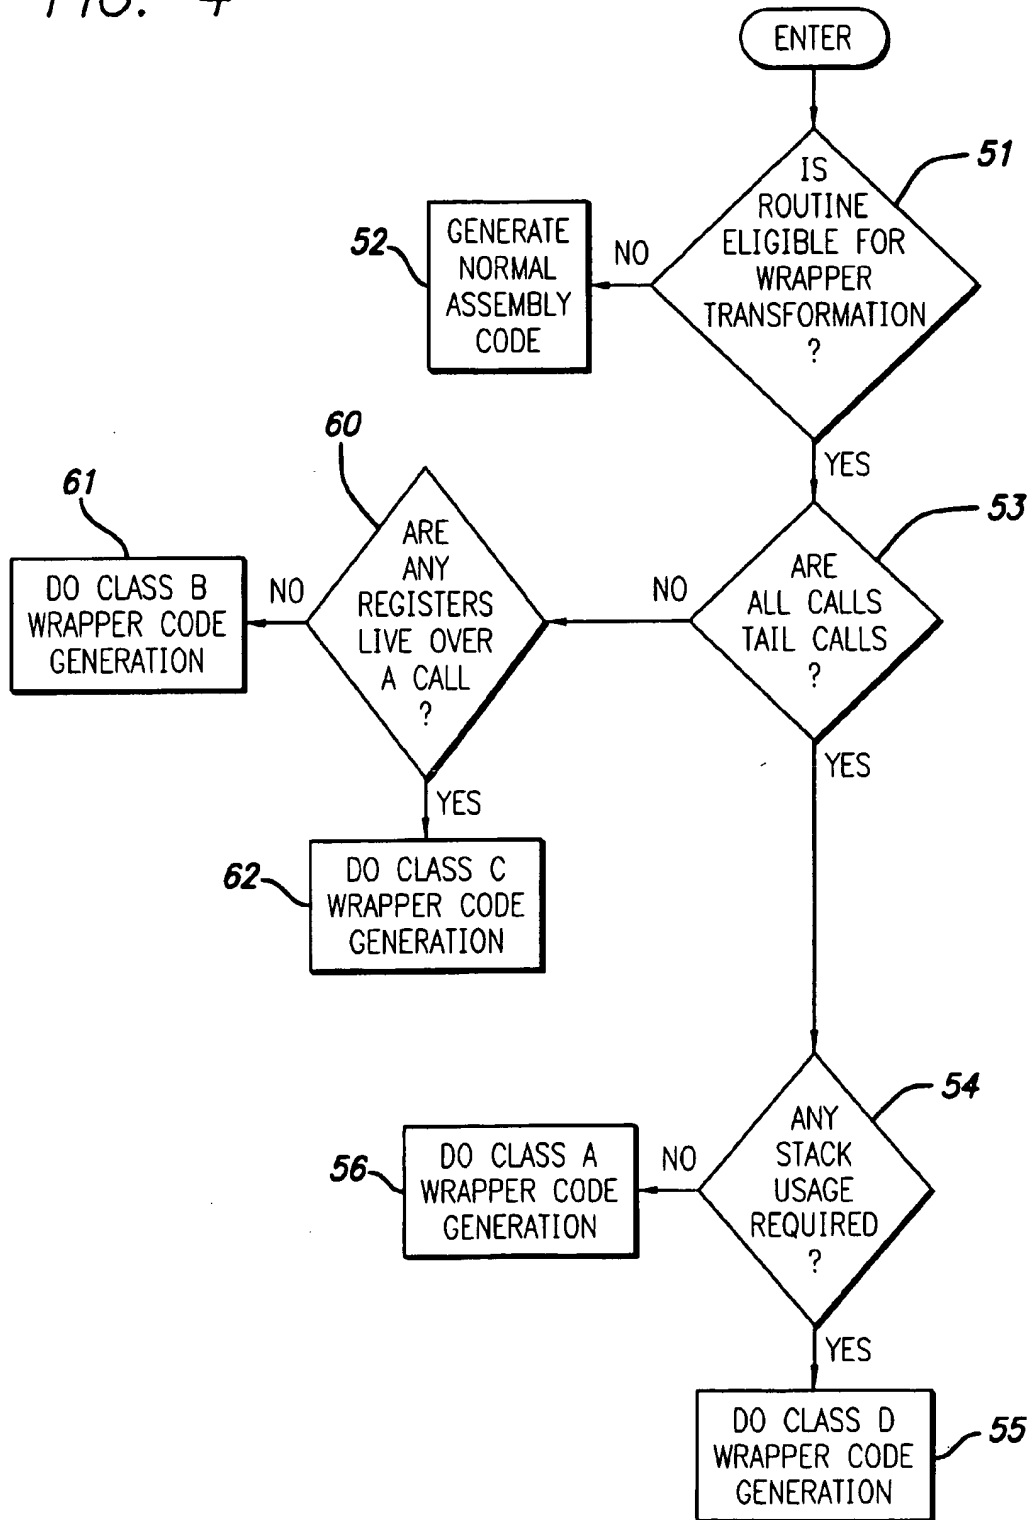 FIG. 4
ENTER
51
IS
ROUTINE
ELIGIBLE FOR
WRAPPER
TRANSFORMATION
?
NO
52
GENERATE
NORMAL
ASSEMBLY
CODE
YES
53
ARE
ALL CALLS
TAIL CALLS
?
NO
60
ARE
ANY
REGISTERS
LIVE OVER
A CALL
?
NO
61
DO CLASS B
WRAPPER CODE
GENERATION
YES
62
DO CLASS C
WRAPPER CODE
GENERATION
YES
54
ANY
STACK
USAGE
REQUIRED
?
NO
56
DO CLASS A
WRAPPER CODE
GENERATION
YES
55
DO CLASS D
WRAPPER CODE
GENERATION